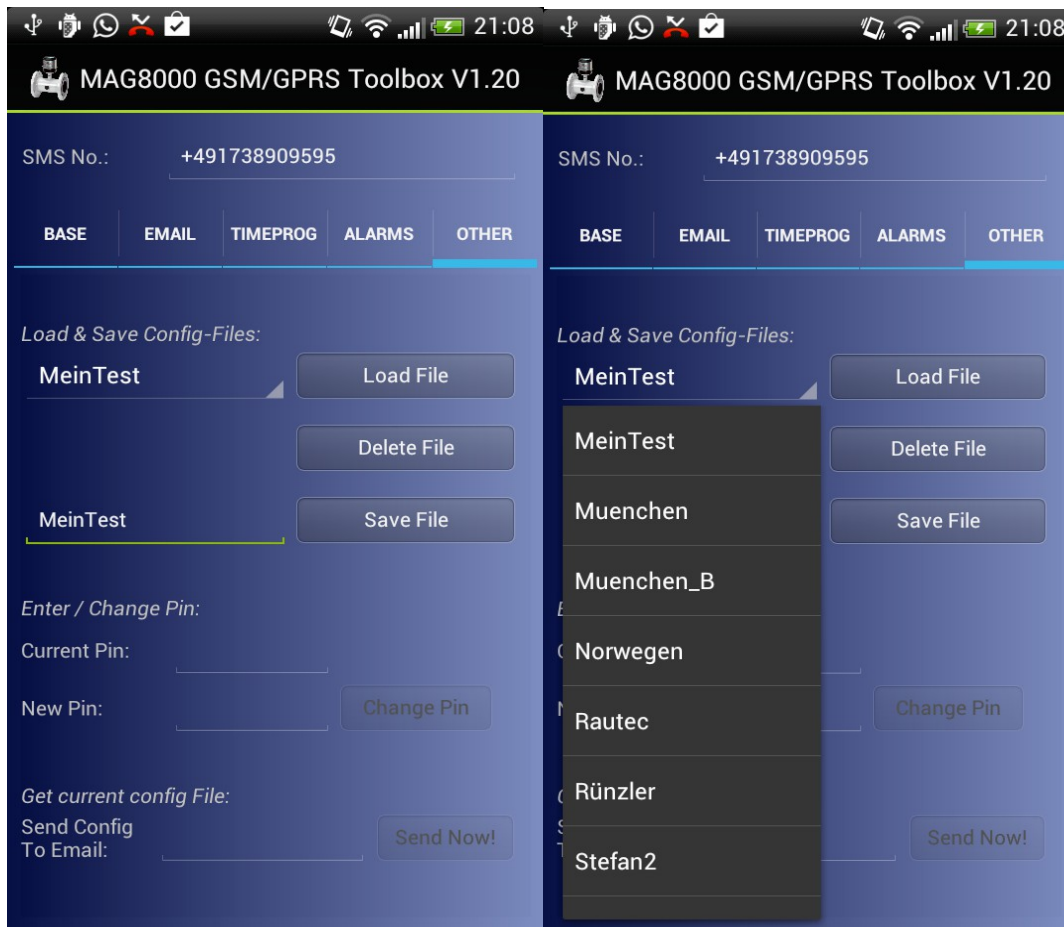 21:08
MAG8000 GSM/GPRS Toolbox V1.20
SMS No.: +491738909595
BASE EMAIL TIMEPROG ALARMS OTHER
Load & Save Config-Files:
MeinTest Load File
Delete File
MeinTest Save File
Enter / Change Pin:
Current Pin:
New Pin: Change Pin
Get current config File:
Send Config
To Email: Send Now!
21:08
MAG8000 GSM/GPRS Toolbox V1.20
SMS No.: +491738909595
BASE EMAIL TIMEPROG ALARMS OTHER
Load & Save Config-Files:
MeinTest Load File
MeinTest Delete File
Muenchen Save File
Muenchen_B
Norwegen
Rautec Change Pin
Rünzler
Stefan2 Send Now!